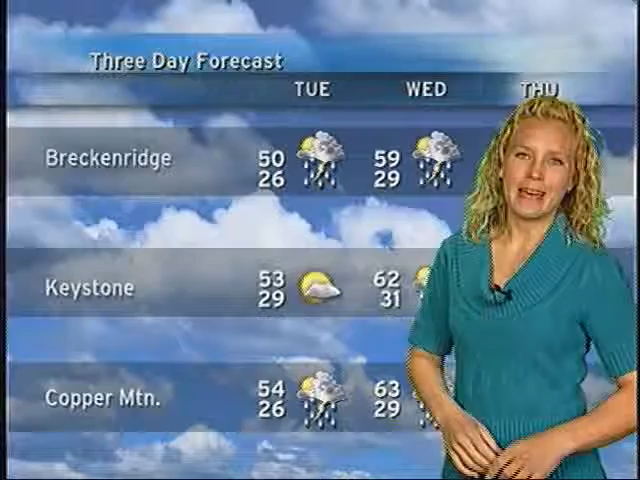 Three Day Forecast
TUE WED THU
Breckenridge 50 26 59 29
Keystone 53 29 62 31
Copper Mtn. 54 26 63 29